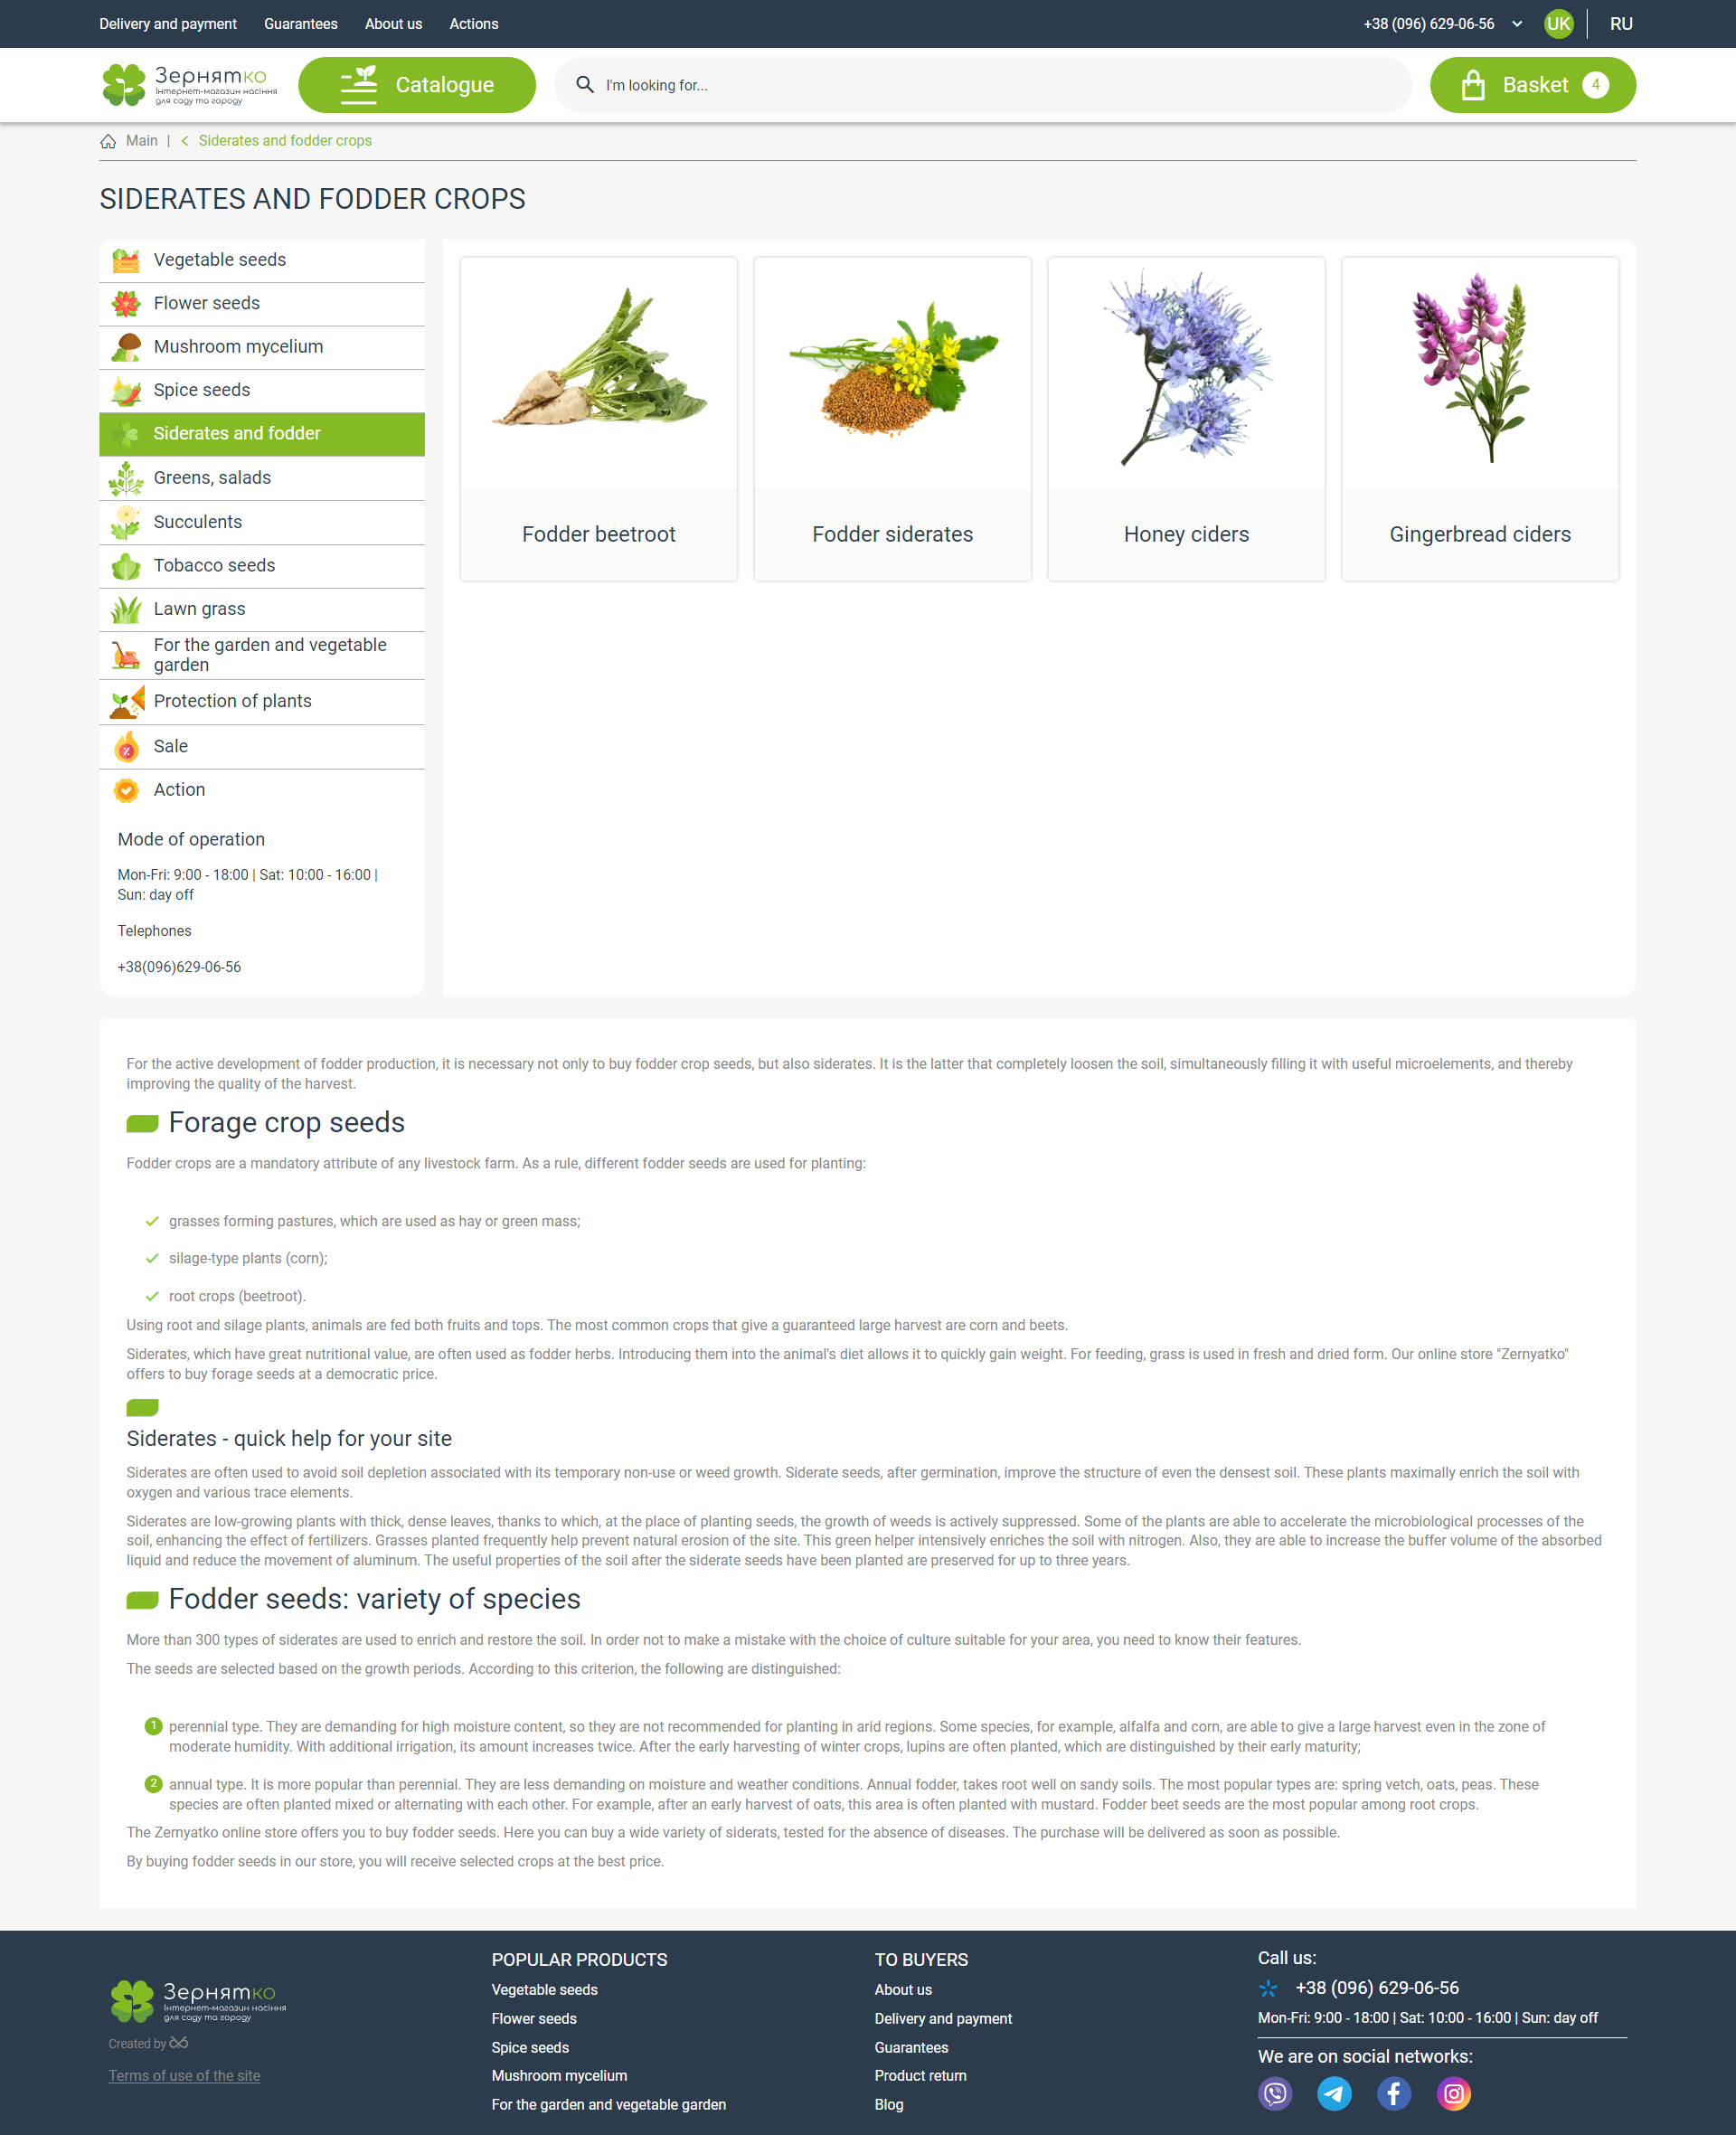 Delivery and payment Guarantees About us Actions +38 (096) 629-06-56 UK RU
Зернятко
Інтернет-магазин насіння
для саду та городу
Catalogue
I'm looking for...
Basket 4
Main | < Siderates and fodder crops
SIDERATES AND FODDER CROPS
Vegetable seeds
Flower seeds
Mushroom mycelium
Spice seeds
Siderates and fodder
Greens, salads
Succulents
Tobacco seeds
Lawn grass
For the garden and vegetable
garden
Protection of plants
Sale
Action
Mode of operation
Mon-Fri: 9:00 - 18:00 | Sat: 10:00 - 16:00 |
Sun: day off
Telephones
+38(096)629-06-56
Fodder beetroot
Fodder siderates
Honey ciders
Gingerbread ciders
For the active development of fodder production, it is necessary not only to buy fodder crop seeds, but also siderates. It is the latter that completely loosen the soil, simultaneously filling it with useful microelements, and thereby
improving the quality of the harvest.
Forage crop seeds
Fodder crops are a mandatory attribute of any livestock farm. As a rule, different fodder seeds are used for planting:
grasses forming pastures, which are used as hay or green mass;
silage-type plants (corn);
root crops (beetroot).
Using root and silage plants, animals are fed both fruits and tops. The most common crops that give a guaranteed large harvest are corn and beets.
Siderates, which have great nutritional value, are often used as fodder herbs. Introducing them into the animal's diet allows it to quickly gain weight. For feeding, grass is used in fresh and dried form. Our online store "Zernyatko"
offers to buy forage seeds at a democratic price.
Siderates - quick help for your site
Siderates are often used to avoid soil depletion associated with its temporary non-use or weed growth. Siderate seeds, after germination, improve the structure of even the densest soil. These plants maximally enrich the soil with
oxygen and various trace elements.
Siderates are low-growing plants with thick, dense leaves, thanks to which, at the place of planting seeds, the growth of weeds is actively suppressed. Some of the plants are able to accelerate the microbiological processes of the
soil, enhancing the effect of fertilizers. Grasses planted frequently help prevent natural erosion of the site. This green helper intensively enriches the soil with nitrogen. Also, they are able to increase the buffer volume of the absorbed
liquid and reduce the movement of aluminum. The useful properties of the soil after the siderate seeds have been planted are preserved for up to three years.
Fodder seeds: variety of species
More than 300 types of siderates are used to enrich and restore the soil. In order not to make a mistake with the choice of culture suitable for your area, you need to know their features.
The seeds are selected based on the growth periods. According to this criterion, the following are distinguished:
1 perennial type. They are demanding for high moisture content, so they are not recommended for planting in arid regions. Some species, for example, alfalfa and corn, are able to give a large harvest even in the zone of
moderate humidity. With additional irrigation, its amount increases twice. After the early harvesting of winter crops, lupins are often planted, which are distinguished by their early maturity;
2 annual type. It is more popular than perennial. They are less demanding on moisture and weather conditions. Annual fodder, takes root well on sandy soils. The most popular types are: spring vetch, oats, peas. These
species are often planted mixed or alternating with each other. For example, after an early harvest of oats, this area is often planted with mustard. Fodder beet seeds are the most popular among root crops.
The Zernyatko online store offers you to buy fodder seeds. Here you can buy a wide variety of siderats, tested for the absence of diseases. The purchase will be delivered as soon as possible.
By buying fodder seeds in our store, you will receive selected crops at the best price.
Зернятко
Інтернет-магазин насіння
для саду та городу
Created by
Terms of use of the site
POPULAR PRODUCTS
Vegetable seeds
Flower seeds
Spice seeds
Mushroom mycelium
For the garden and vegetable garden
TO BUYERS
About us
Delivery and payment
Guarantees
Product return
Blog
Call us:
+38 (096) 629-06-56
Mon-Fri: 9:00 - 18:00 | Sat: 10:00 - 16:00 | Sun: day off
We are on social networks: